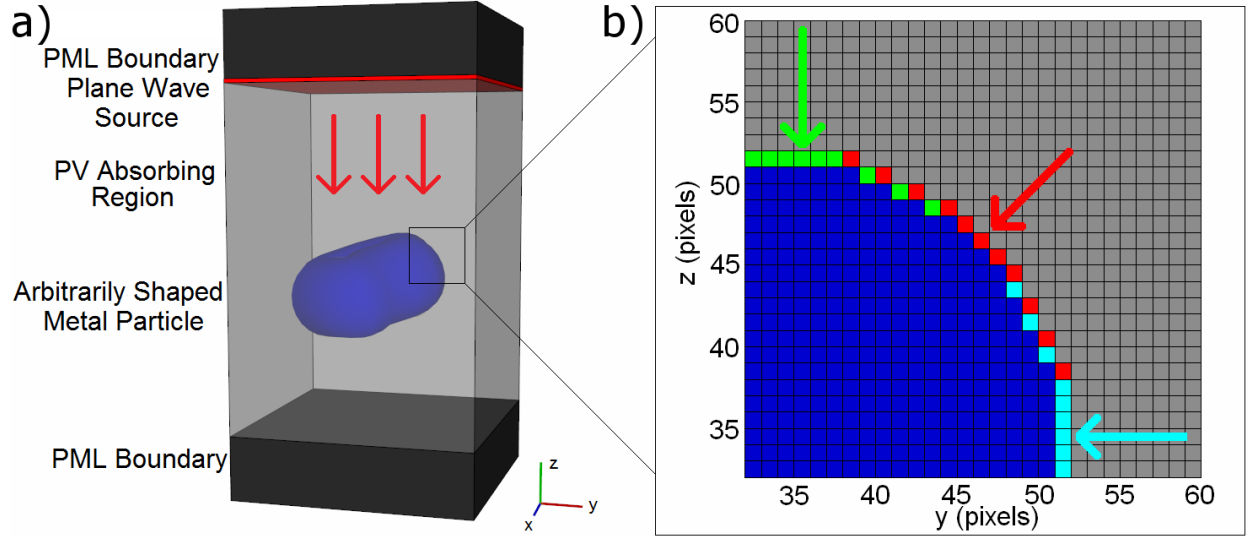 a)
PML Boundary
Plane Wave
Source
PV Absorbing
Region
Arbitrarily Shaped
Metal Particle
PML Boundary
z
y
x
b)
60
55
50
45
40
35
z (pixels)
35 40 45 50 55 60
y (pixels)